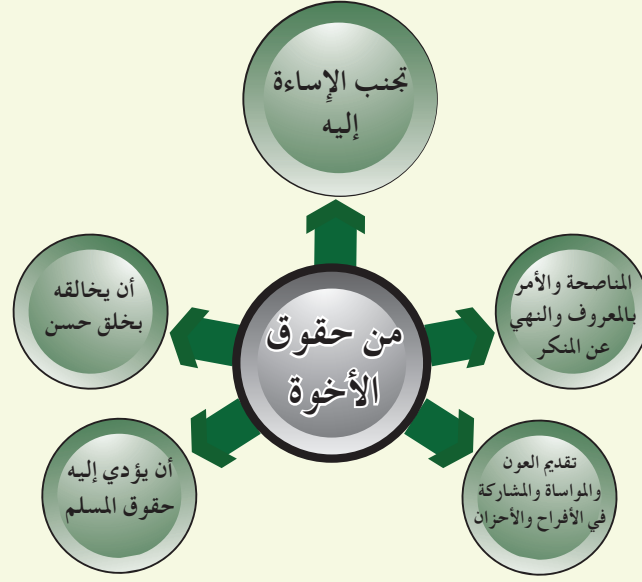 تجنب الإساءة
إليه
المناصحة والأمر
بالمعروف والنهي
عن المنكر
أن يخالقه
بخلق حسن
من حقوق
الأخوة
تقديم العون
والمواساة والمشاركة
في الأفراح والأحزان
أن يؤدي إليه
حقوق المسلم